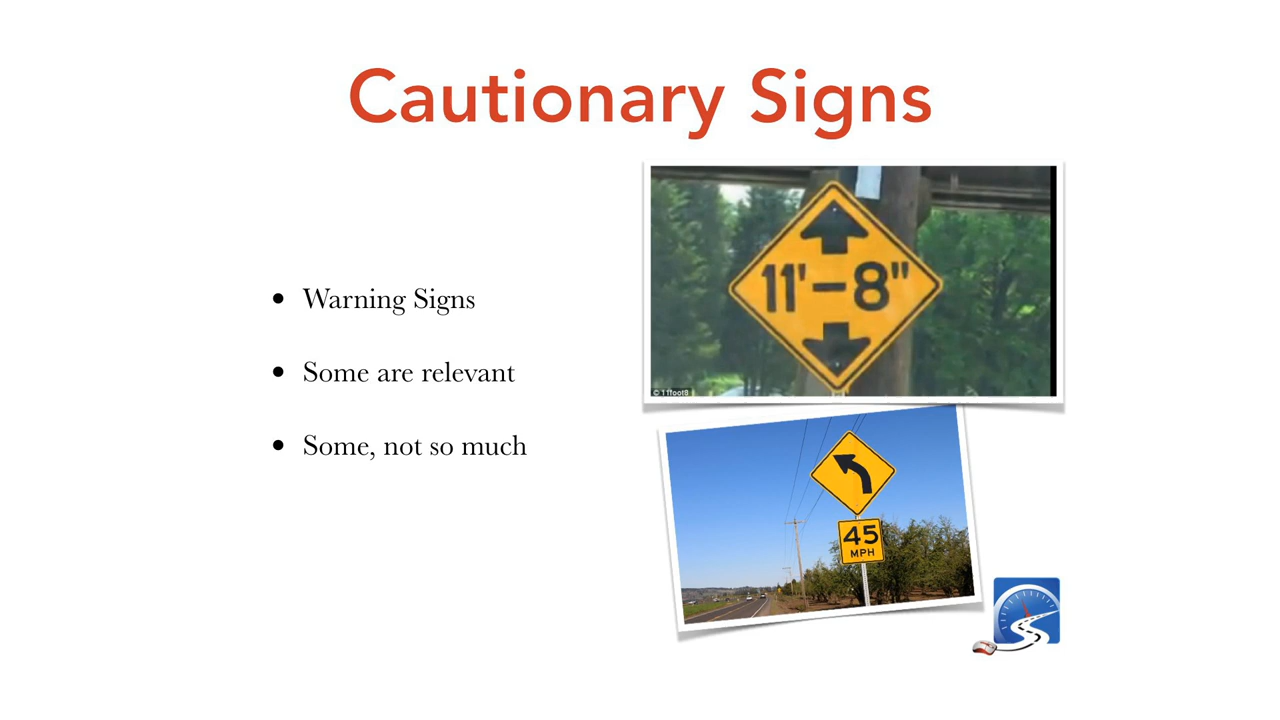 Cautionary Signs
Warning Signs
Some are relevant
Some, not so much
11'-8"
© 11foot8
45
MPH